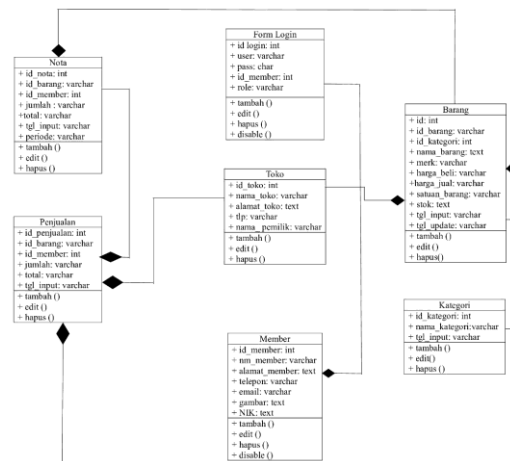 Nota
+ id_nota: int
+ id_barang: varchar
+ id_member: int
+ jumlah : varchar
+total: varchar
+ tgl_input: varchar
+ periode: varchar
+ tambah ()
+ edit ()
+ hapus ()
Form Login
+ id login: int
+ user: varchar
+ pass: char
+ id_member: int
+ role: varchar
+ tambah ()
+ edit ()
+ hapus ()
+ disable ()
Barang
+ id: int
+ id_barang: varchar
+ id_kategori: int
+ nama_barang: text
+ merk: varchar
+ harga_beli: varchar
+harga_jual: varchar
+ satuan_barang: varchar
+ stok: text
+ tgl_input: varchar
+ tgl_update: varchar
+ tambah ()
+ edit ()
+ hapus()
Toko
+ id_toko: int
+ nama_toko: varchar
+ alamat_toko: text
+ tlp: varchar
+ nama_pemilik: varchar
+ tambah ()
+ edit ()
+ hapus ()
Penjualan
+ id_penjualan: int
+ id_barang: varchar
+ id_member: int
+ jumlah: varchar
+ total: varchar
+ tgl_input: varchar
+ tambah ()
+ edit ()
+ hapus ()
Kategori
+ id_kategori: int
+ nama_kategori:varchar
+ tgl_input: varchar
+ tambah ()
+ edit()
+ hapus ()
Member
+ id_member: int
+ nm_member: varchar
+ alamat_member: text
+ telepon: varchar
+ email: varchar
+ gambar: text
+ NIK: text
+ tambah ()
+ edit ()
+ hapus ()
+ disable ()